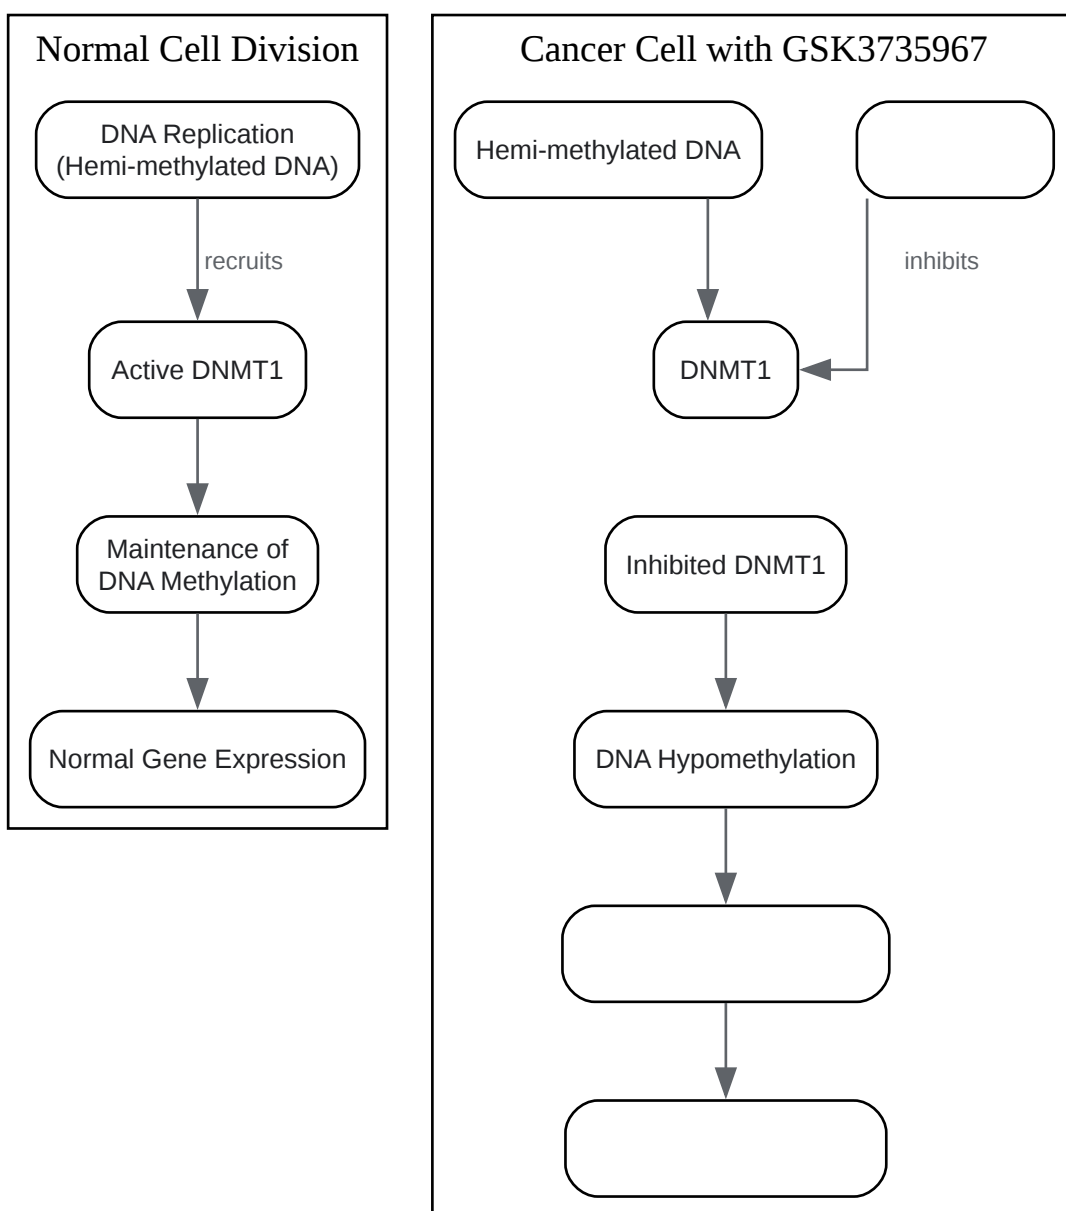 Normal Cell Division
DNA Replication
(Hemi-methylated DNA)
recruits
Active DNMT1
Maintenance of
DNA Methylation
Normal Gene Expression
Cancer Cell with GSK3735967
Hemi-methylated DNA
inhibits
DNMT1
Inhibited DNMT1
DNA Hypomethylation